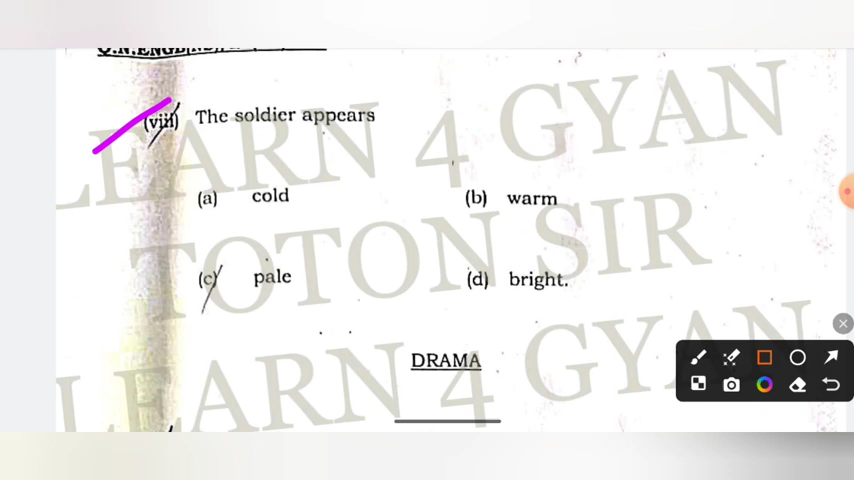 (viii) The soldier appears
(a) cold (b) warm
(c) pale (d) bright.
DRAMA
LEARN 4 GYAN
TOTON SIR
LEARN 4 GYAN